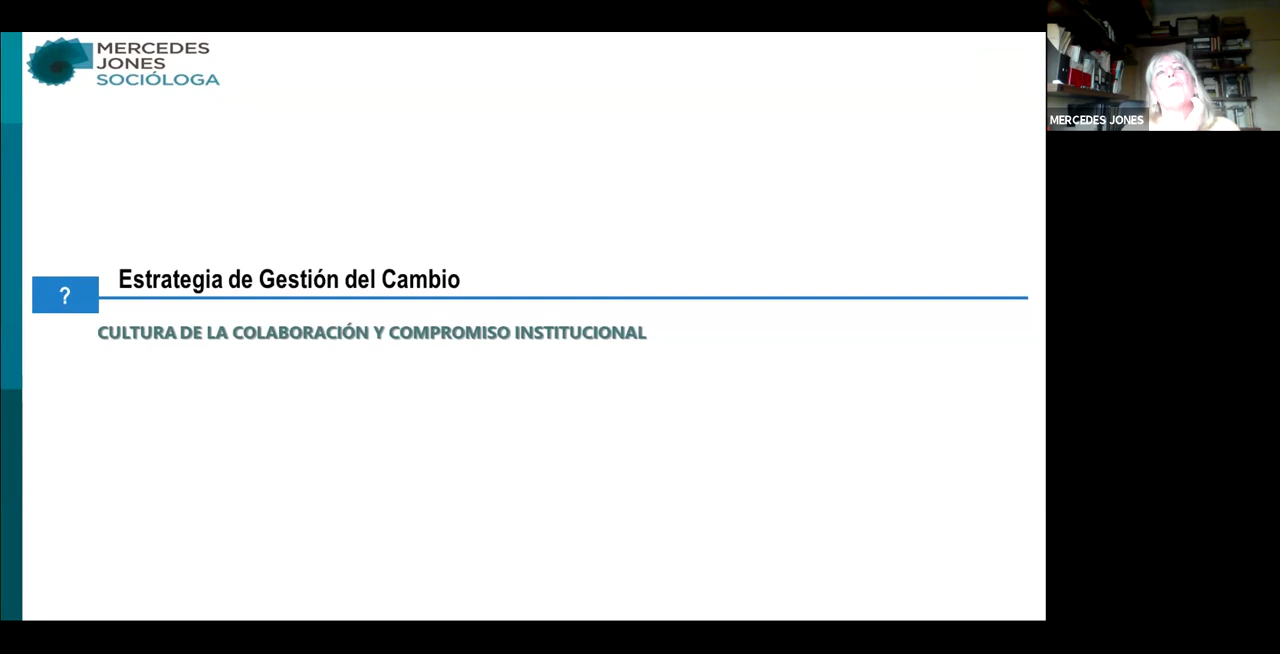 MERCEDES
JONES
SOCIÓLOGA
MERCEDES JONES
Estrategia de Gestión del Cambio
?
CULTURA DE LA COLABORACIÓN Y COMPROMISO INSTITUCIONAL